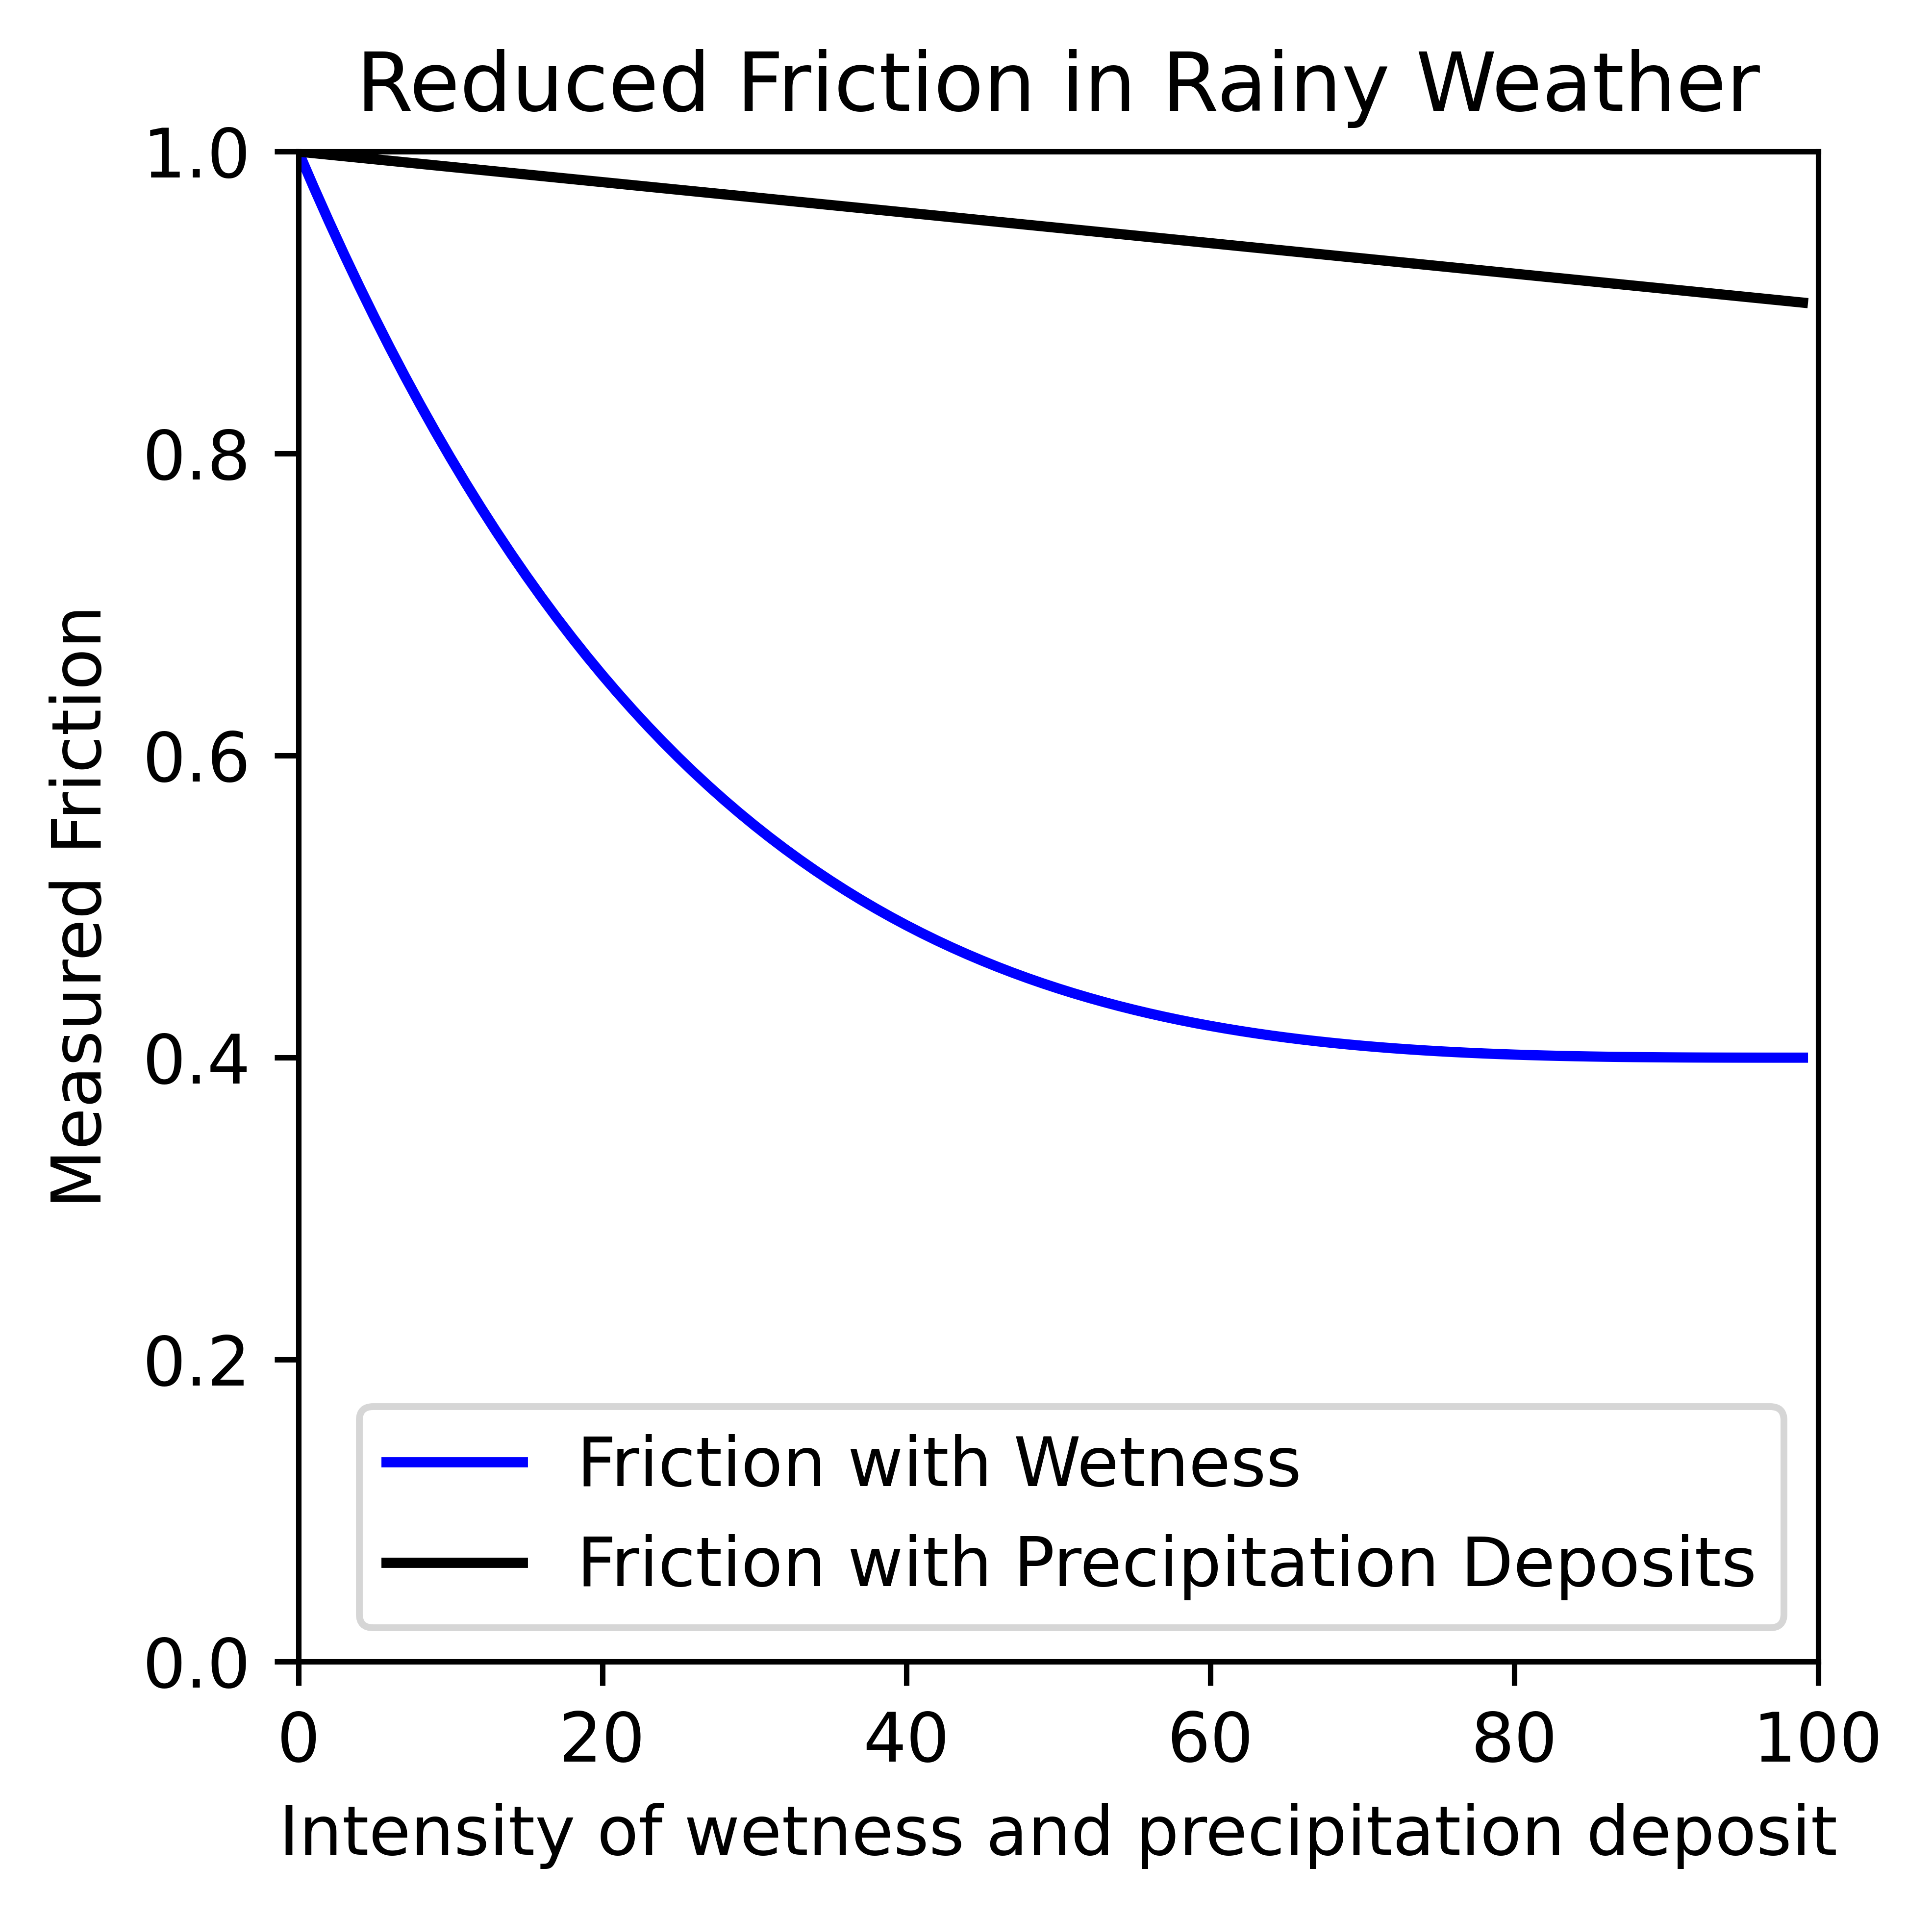 Reduced Friction in Rainy Weather
1.0
0.8
0.6
0.4
0.2
0.0
Measured Friction
Friction with Wetness
Friction with Precipitation Deposits
0 20 40 60 80 100
Intensity of wetness and precipitation deposit